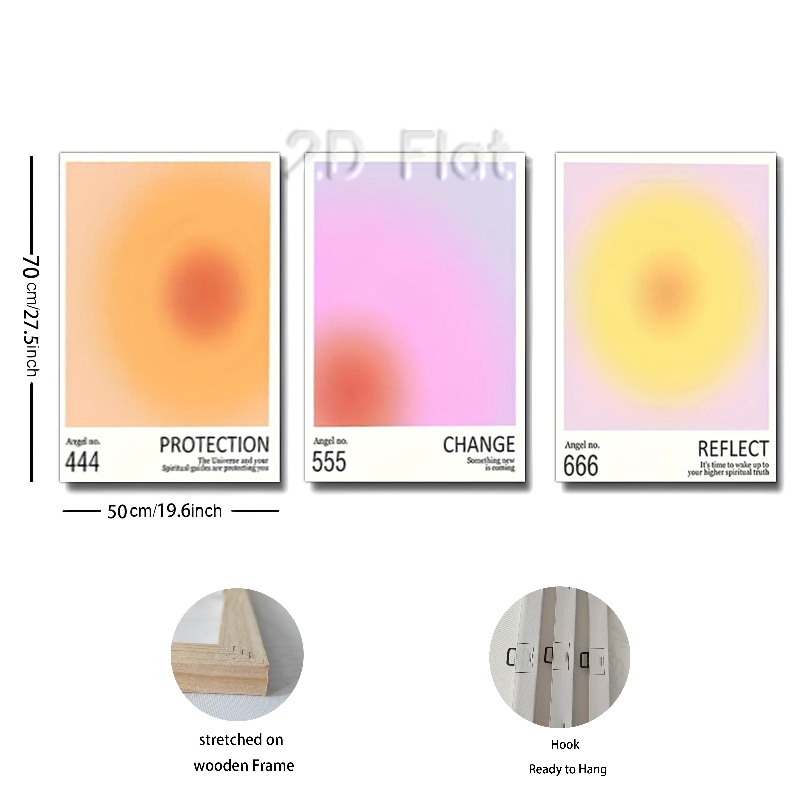 2D Flat
70 cm/27.5inch
Angel no.
444
PROTECTION
The Universe and your
Spiritual guides are protecting you
Angel no.
555
CHANGE
Something new
is coming
Angel no.
666
REFLECT
It's time to wake up to
your higher spiritual truth
50cm/19.6inch
stretched on
wooden Frame
Hook
Ready to Hang